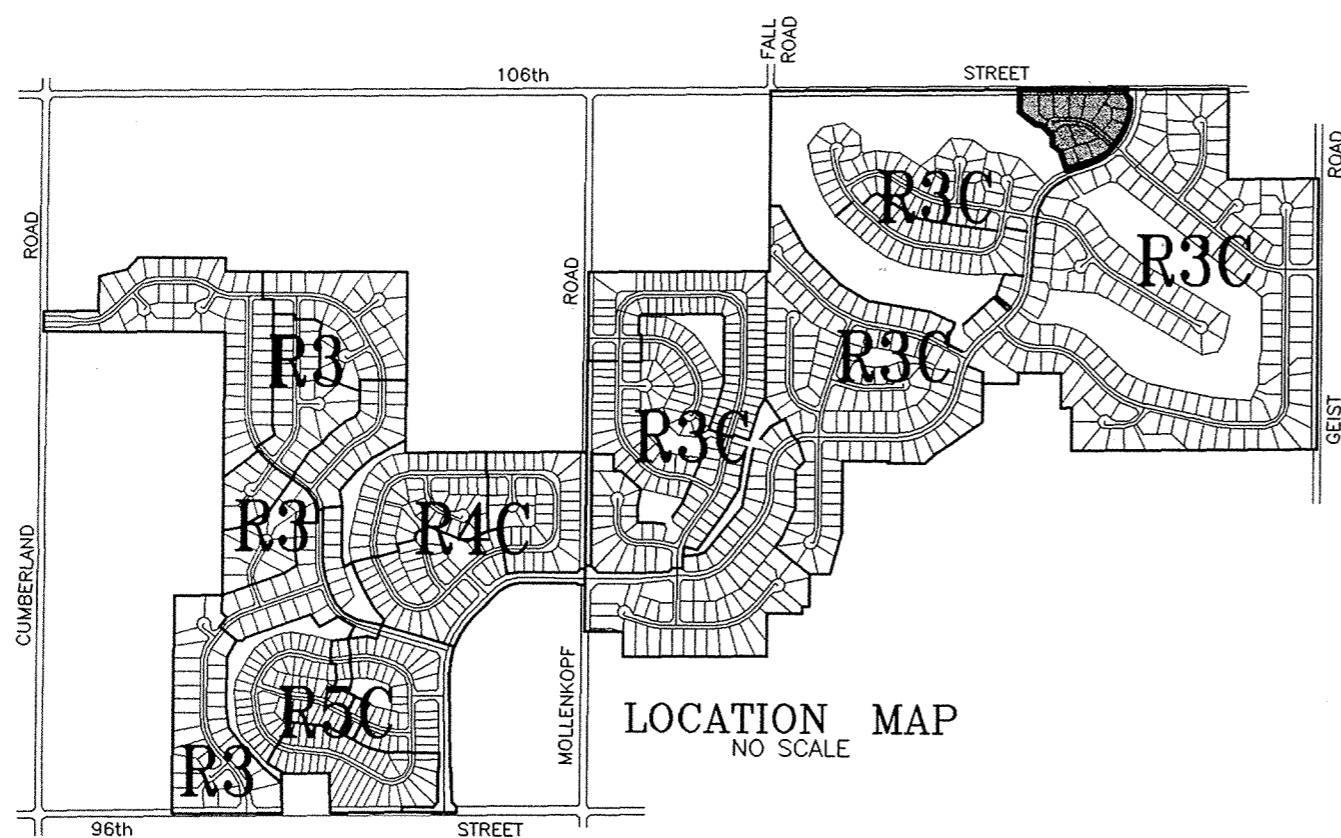 FALL
ROAD
106th STREET
ROAD
R3C
ROAD
R3C
ROAD
R3
R3C
R3C
GEIST
R3
R4C
CUMBERLAND
MOLLENKOPF
R5C
LOCATION MAP
NO SCALE
R3
96th STREET